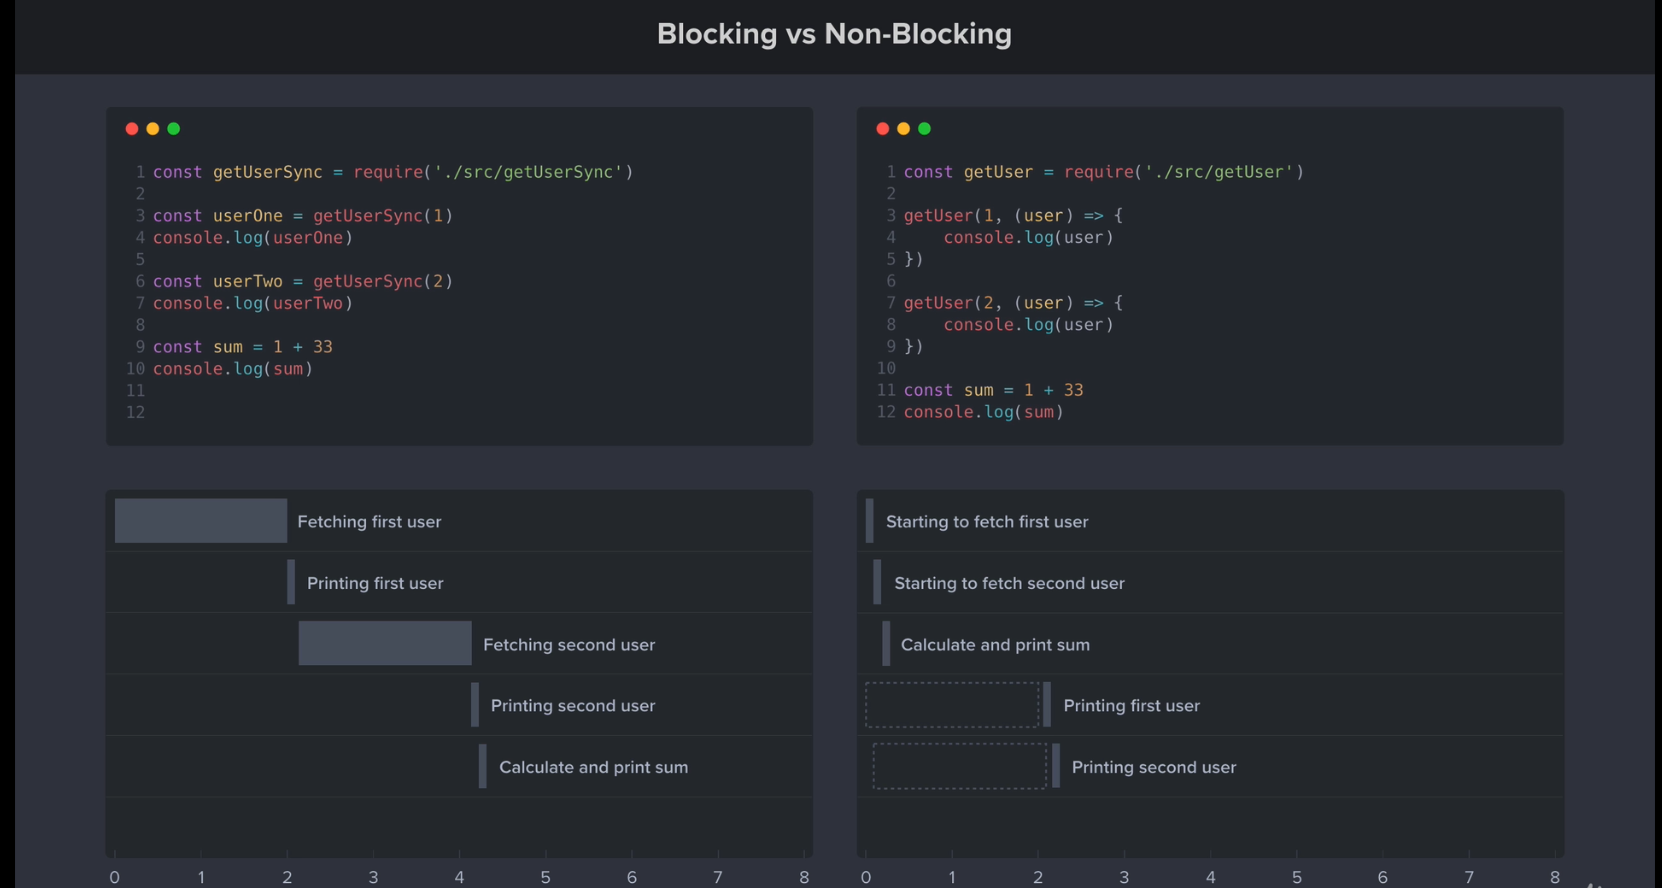 Blocking vs Non-Blocking
1 const getUserSync = require('./src/getUserSync')
2
3 const userOne = getUserSync(1)
4 console.log(userOne)
5
6 const userTwo = getUserSync(2)
7 console.log(userTwo)
8
9 const sum = 1 + 33
10 console.log(sum)
11
12
1 const getUser = require('./src/getUser')
2
3 getUser(1, (user) => {
4     console.log(user)
5 })
6
7 getUser(2, (user) => {
8     console.log(user)
9 })
10
11 const sum = 1 + 33
12 console.log(sum)
Fetching first user
Printing first user
Fetching second user
Printing second user
Calculate and print sum
0 1 2 3 4 5 6 7 8
Starting to fetch first user
Starting to fetch second user
Calculate and print sum
Printing first user
Printing second user
0 1 2 3 4 5 6 7 8